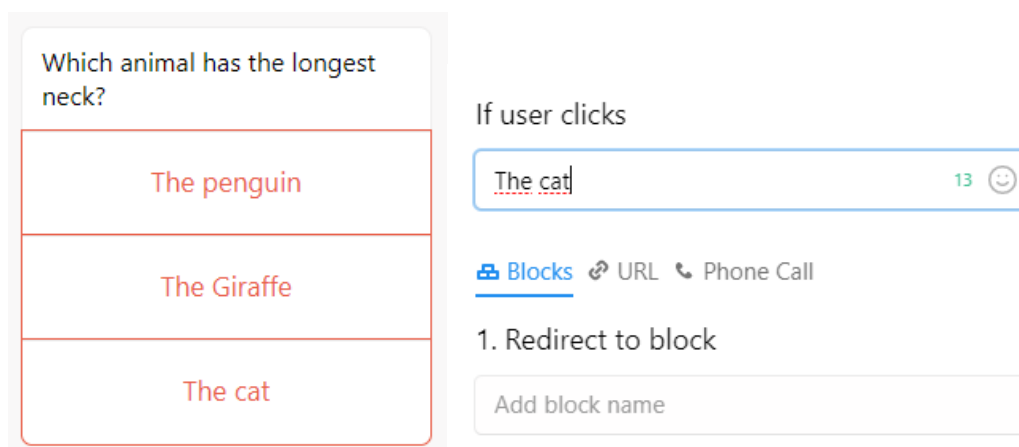 Which animal has the longest
neck?
The penguin
The Giraffe
The cat
If user clicks
The cat
13
Blocks URL Phone Call
1. Redirect to block
Add block name